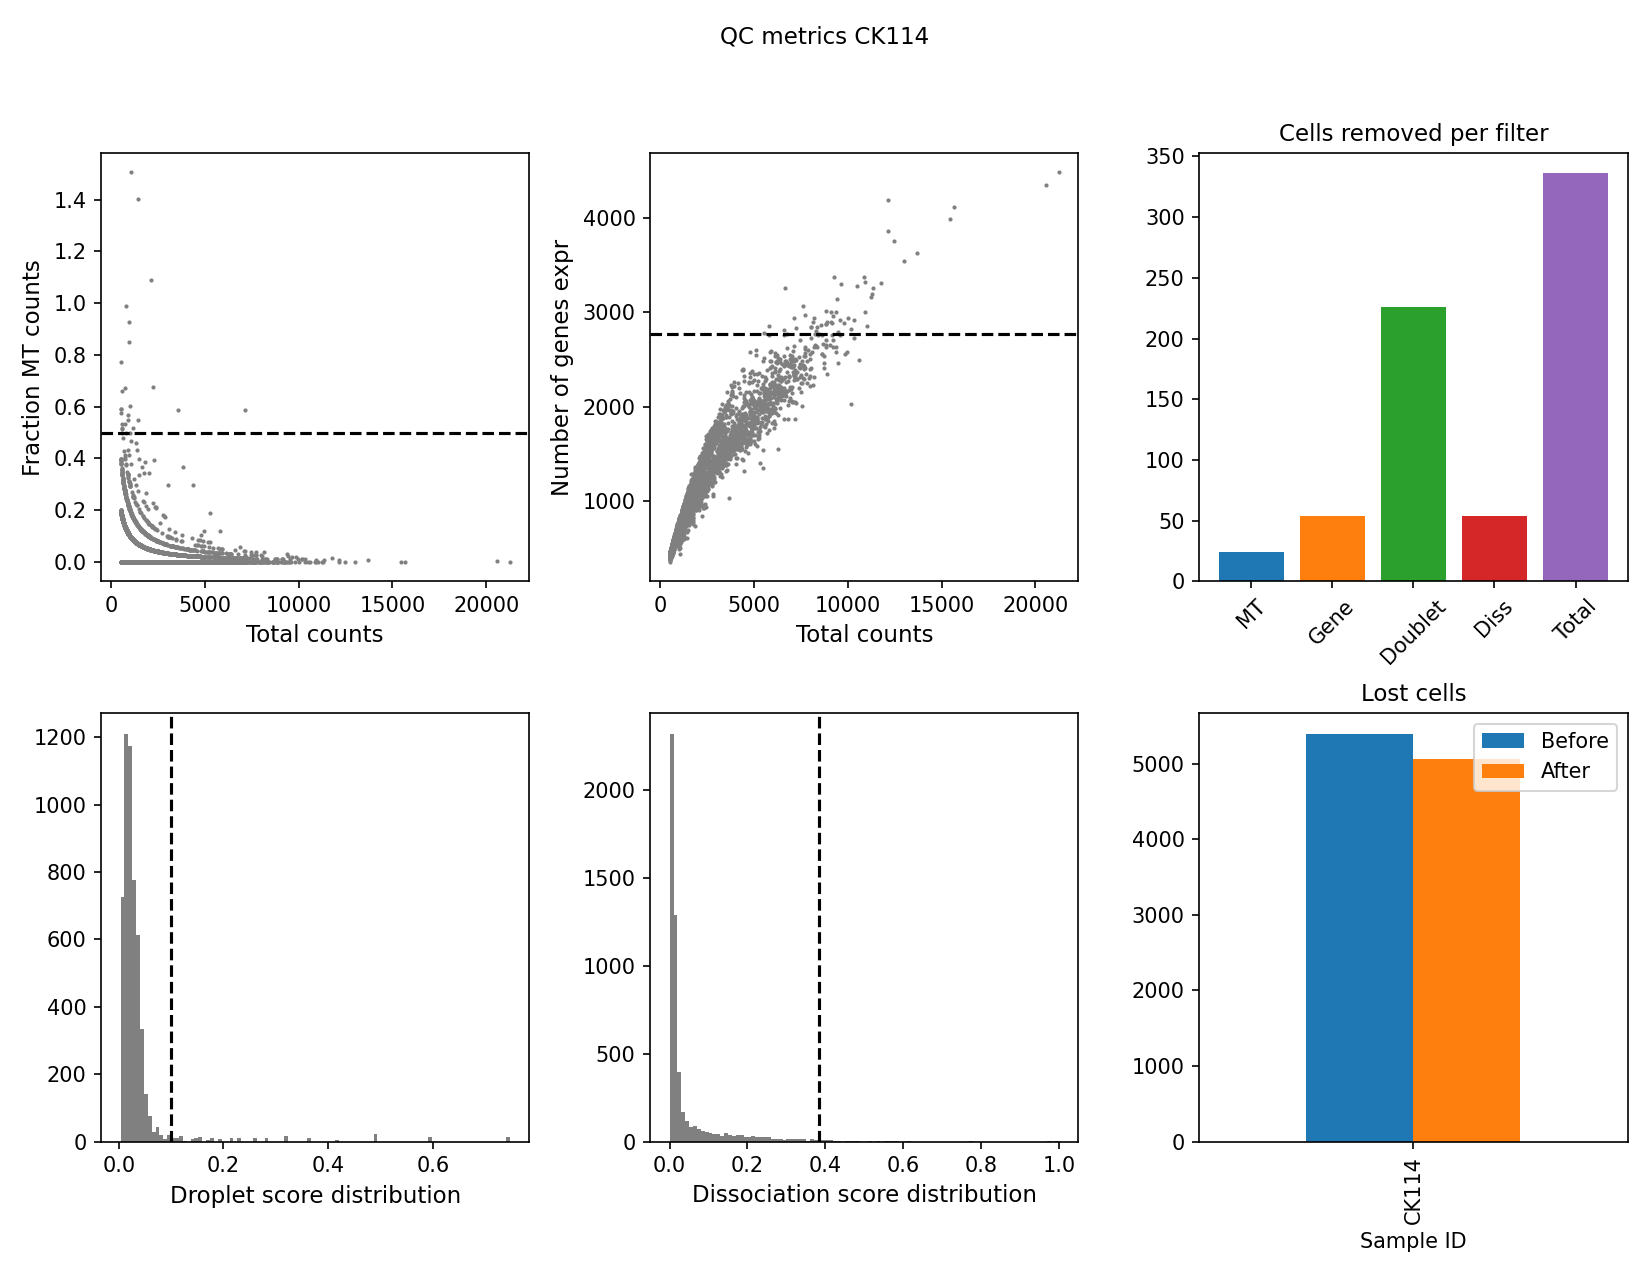 QC metrics CK114
Fraction MT counts
1.4
1.2
1.0
0.8
0.6
0.4
0.2
0.0
0 5000 10000 15000 20000
Total counts
Number of genes expr
4000
3000
2000
1000
0 5000 10000 15000 20000
Total counts
Cells removed per filter
350
300
250
200
150
100
50
0
MT Gene Doublet Diss Total
1200
1000
800
600
400
200
0
0.0 0.2 0.4 0.6
Droplet score distribution
2000
1500
1000
500
0
0.0 0.2 0.4 0.6 0.8 1.0
Dissociation score distribution
Lost cells
Before
After
5000
4000
3000
2000
1000
0
CK114
Sample ID